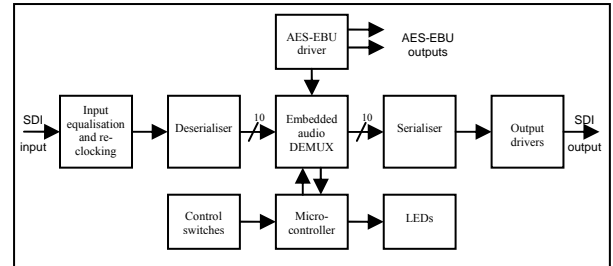 AES-EBU
driver
AES-EBU
outputs
SDI
input
Input
equalisation
and re-
clocking
Deserialiser
10
Embedded
audio
DEMUX
10
Serialiser
Output
drivers
SDI
output
Control
switches
Micro-
controller
LEDs